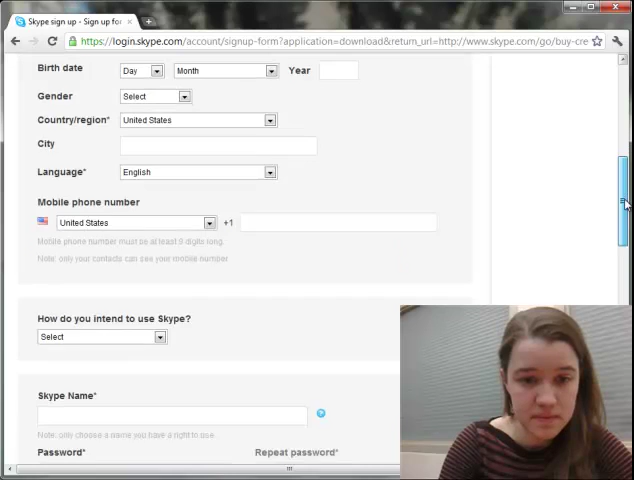 Skype sign up - Sign up for
https://login.skype.com/account/signup-form?application=download&return_url=http://www.skype.com/go/buy-cre
Birth date Day Month Year
Gender Select
Country/region* United States
City
Language* English
Mobile phone number
United States +1
Mobile phone number must be at least 9 digits long.
Note: only your contacts can see your mobile number
How do you intend to use Skype?
Select
Skype Name*
?
Note: only choose a name you have a right to use.
Password* Repeat password*